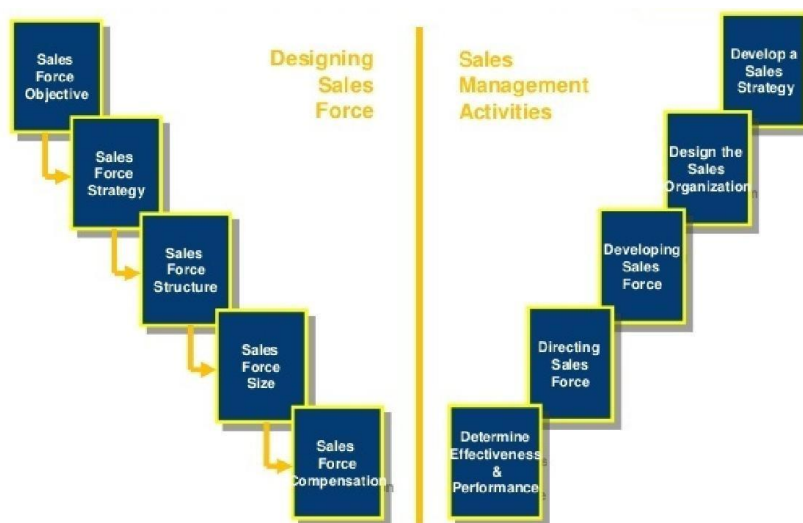 Designing
Sales
Force
Sales
Force
Objective
Sales
Force
Strategy
Sales
Force
Structure
Sales
Force
Size
Sales
Force
Compensation
Sales
Management
Activities
Develop a
Sales
Strategy
Design the
Sales
Organization
Developing
Sales
Force
Directing
Sales
Force
Determine
Effectiveness
&
Performance